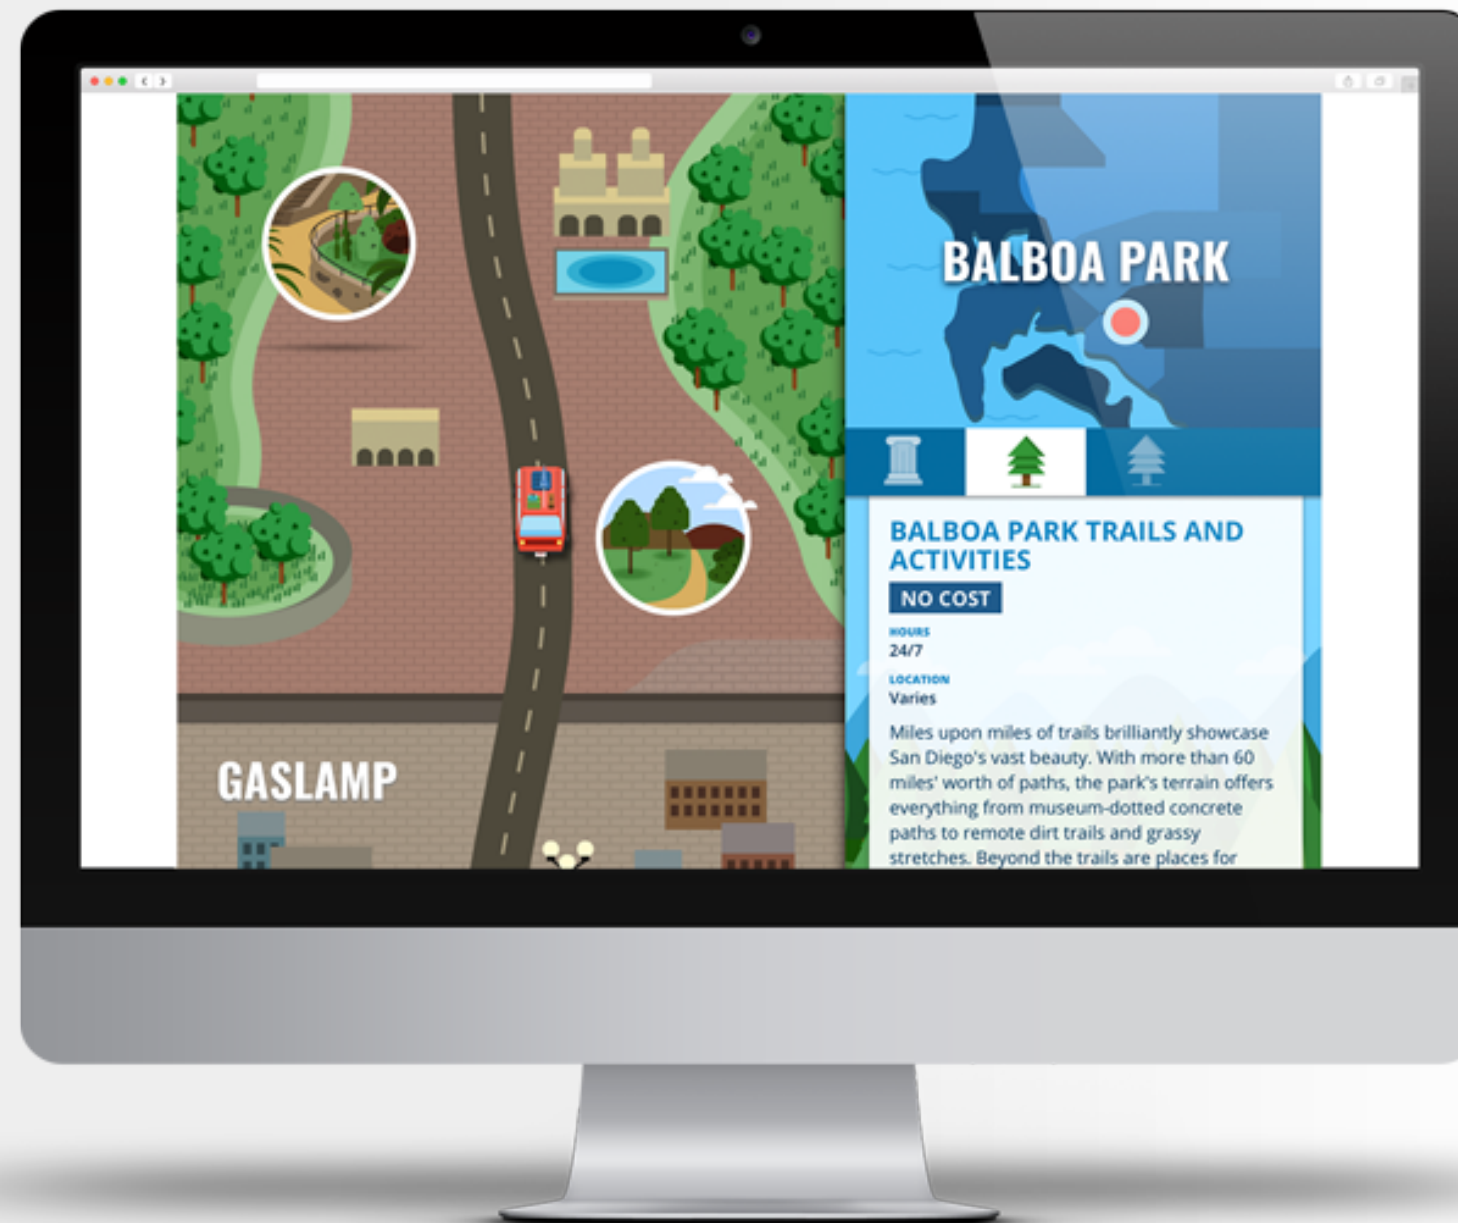 BALBOA PARK
BALBOA PARK TRAILS AND
ACTIVITIES
NO COST
HOURS
24/7
LOCATION
Varies
Miles upon miles of trails brilliantly showcase
San Diego's vast beauty. With more than 60
miles' worth of paths, the park's terrain offers
everything from museum-dotted concrete
paths to remote dirt trails and grassy
stretches. Beyond the trails are places for
GASLAMP